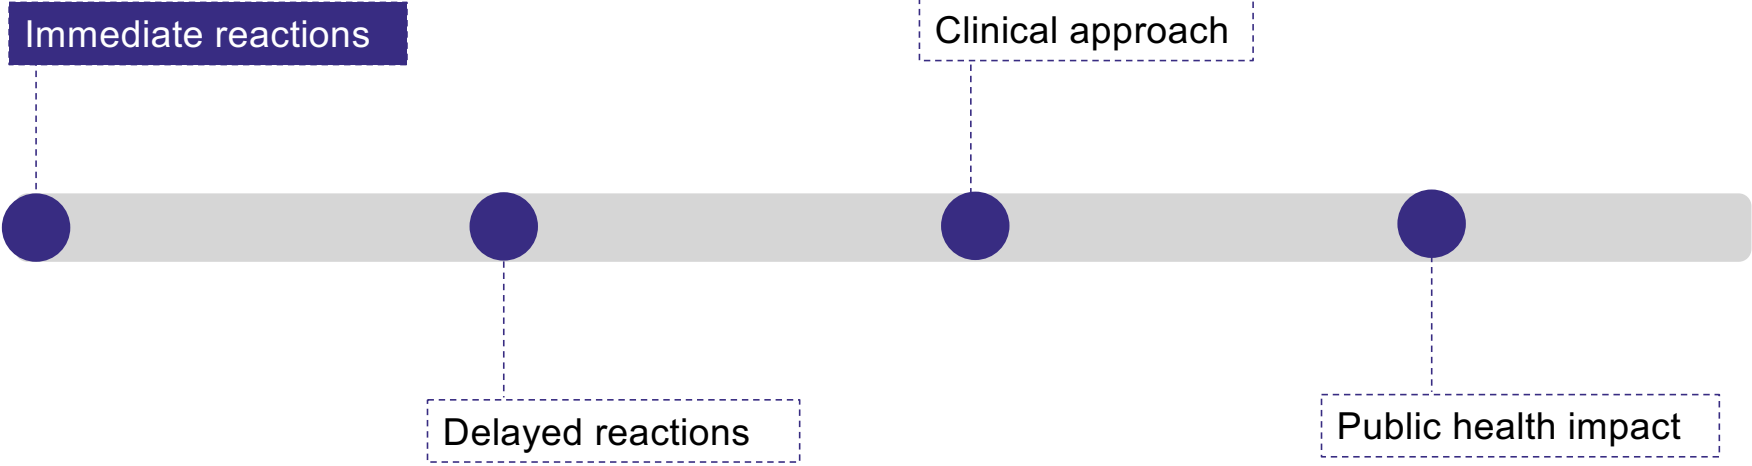 Immediate reactions
Clinical approach
Delayed reactions
Public health impact